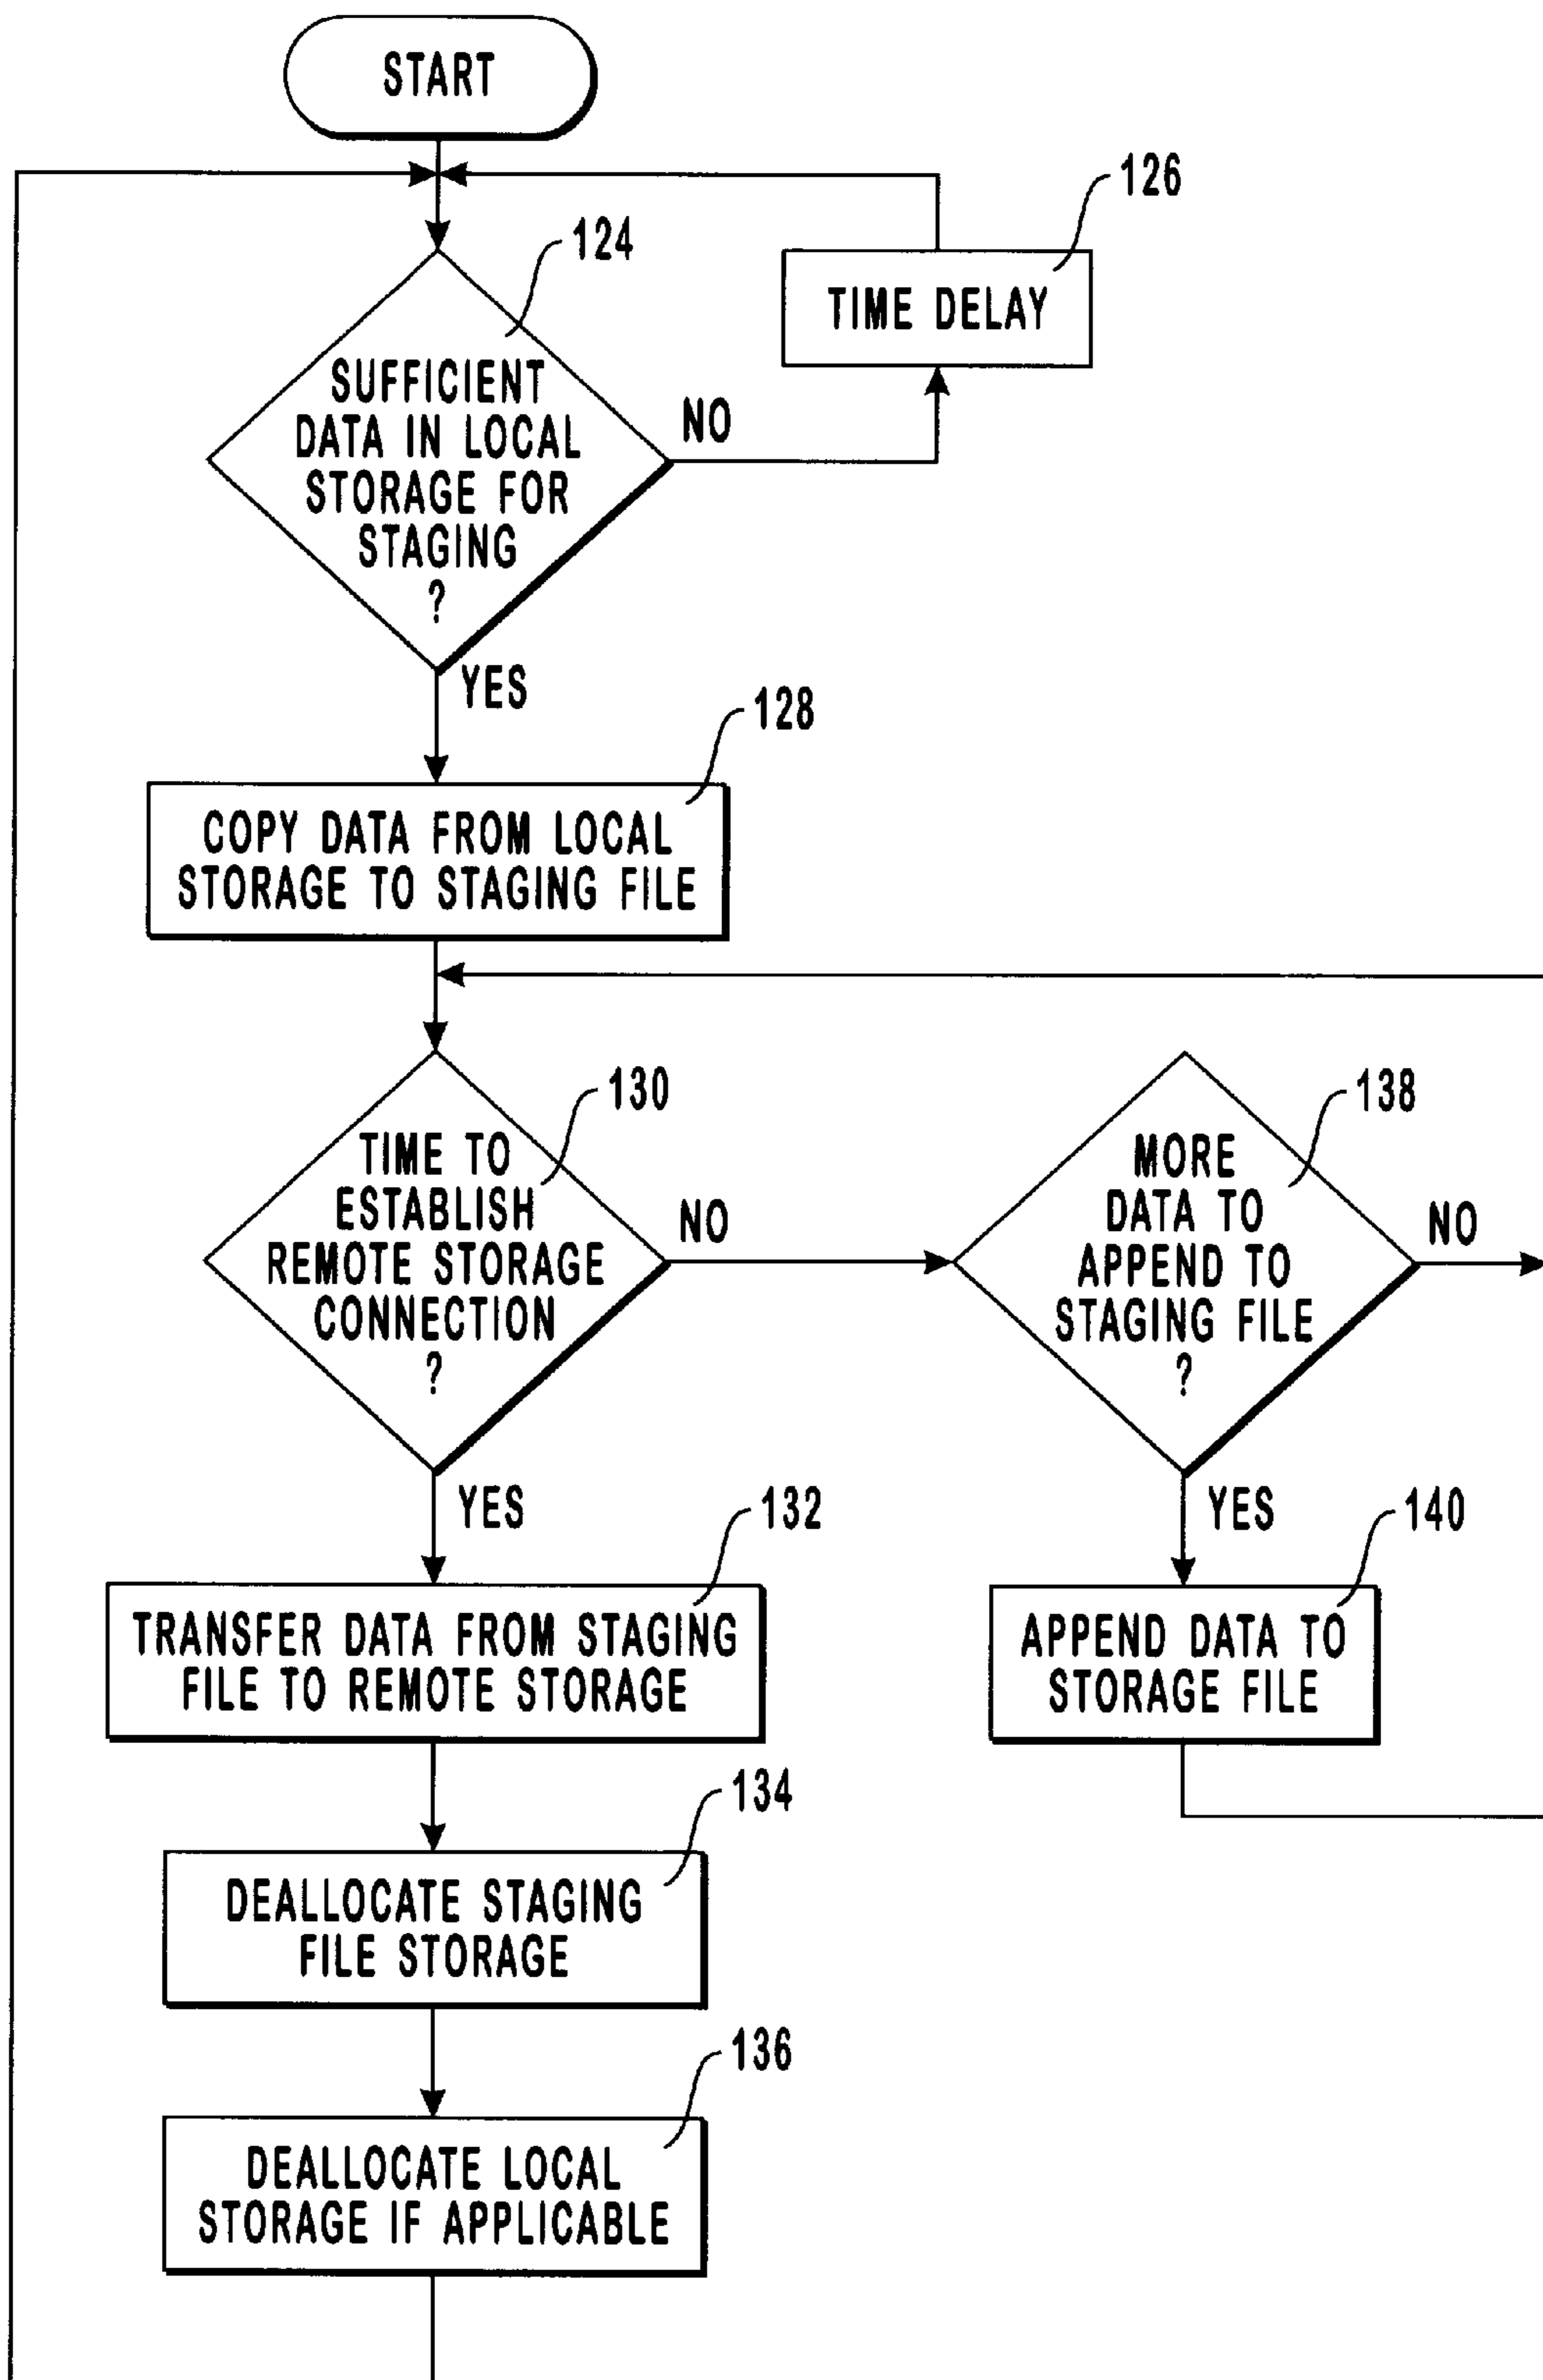 START
126
124
TIME DELAY
SUFFICIENT
DATA IN LOCAL
STORAGE FOR
STAGING
?
NO
YES
128
COPY DATA FROM LOCAL
STORAGE TO STAGING FILE
130
TIME TO
ESTABLISH
REMOTE STORAGE
CONNECTION
?
NO
138
MORE
DATA TO
APPEND TO
STAGING FILE
?
NO
YES
132
TRANSFER DATA FROM STAGING
FILE TO REMOTE STORAGE
YES
140
APPEND DATA TO
STORAGE FILE
134
DEALLOCATE STAGING
FILE STORAGE
136
DEALLOCATE LOCAL
STORAGE IF APPLICABLE